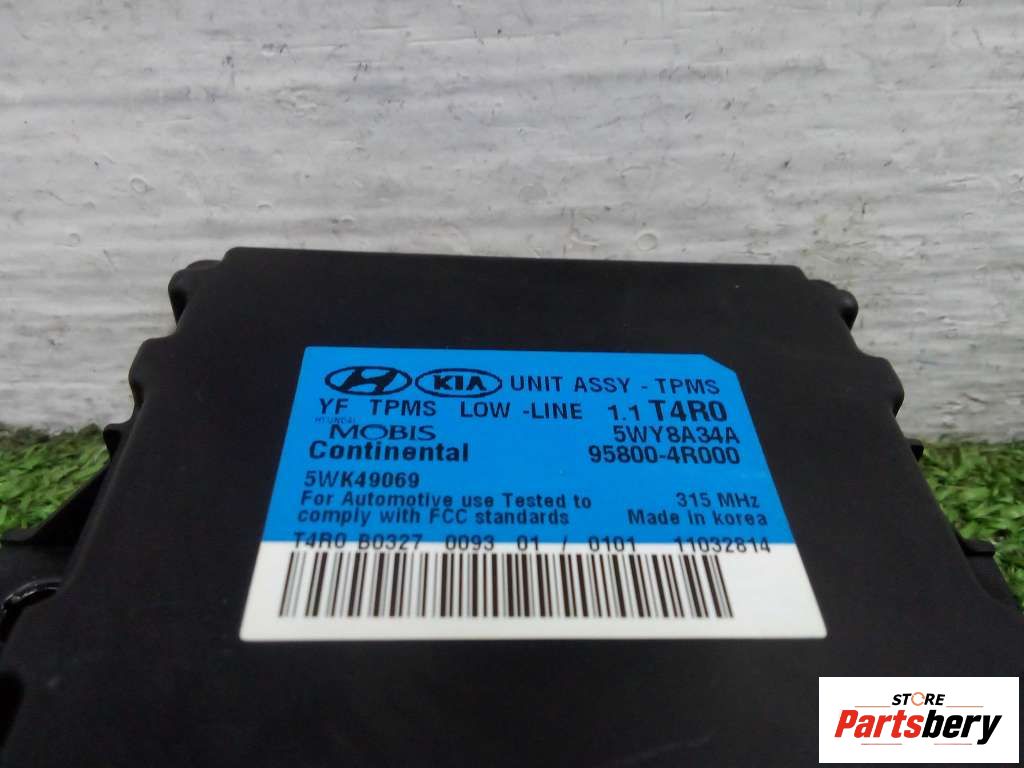 KIA UNIT ASSY - TPMS
YF TPMS LOW -LINE 1.1 T4R0
HYUNDAI
MOBIS 5WY8A34A
Continental 95800-4R000
5WK49069
For Automotive use Tested to 315 MHz
comply with FCC standards Made In korea
T4R0 B0327 0093 01 / 0101 11032814
STORE
Partsbery